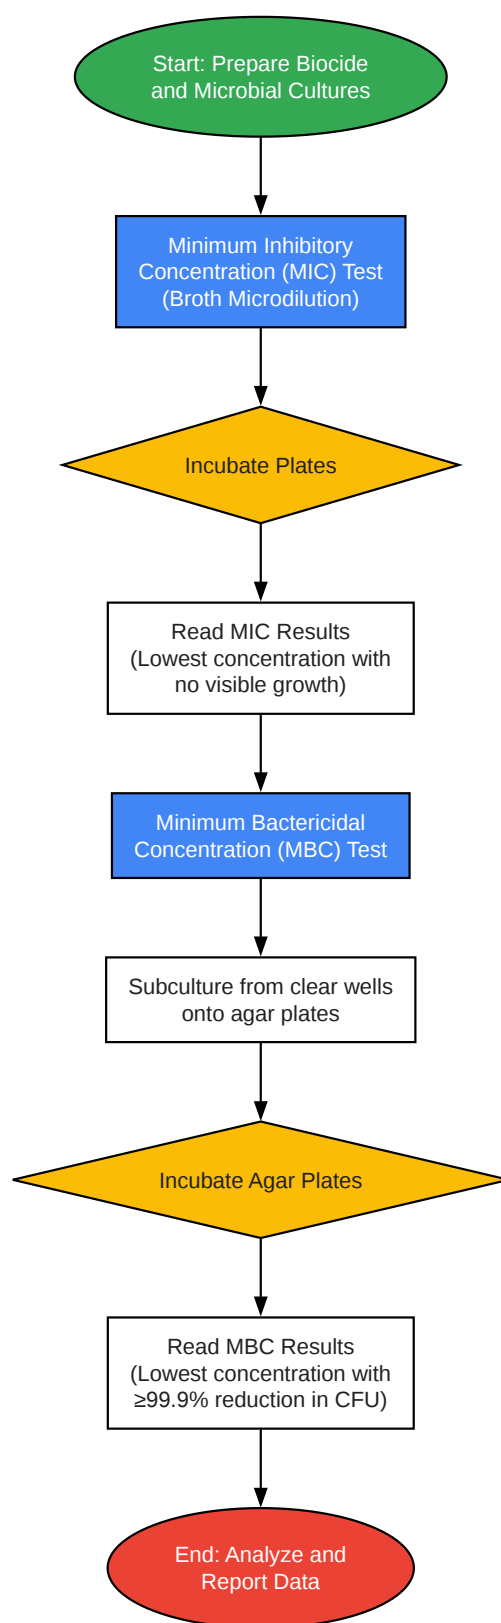 Start: Prepare Biocide
and Microbial Cultures
Minimum Inhibitory
Concentration (MIC) Test
(Broth Microdilution)
Incubate Plates
Read MIC Results
(Lowest concentration with
no visible growth)
Minimum Bactericidal
Concentration (MBC) Test
Subculture from clear wells
onto agar plates
Incubate Agar Plates
Read MBC Results
(Lowest concentration with
≥99.9% reduction in CFU)
End: Analyze and
Report Data